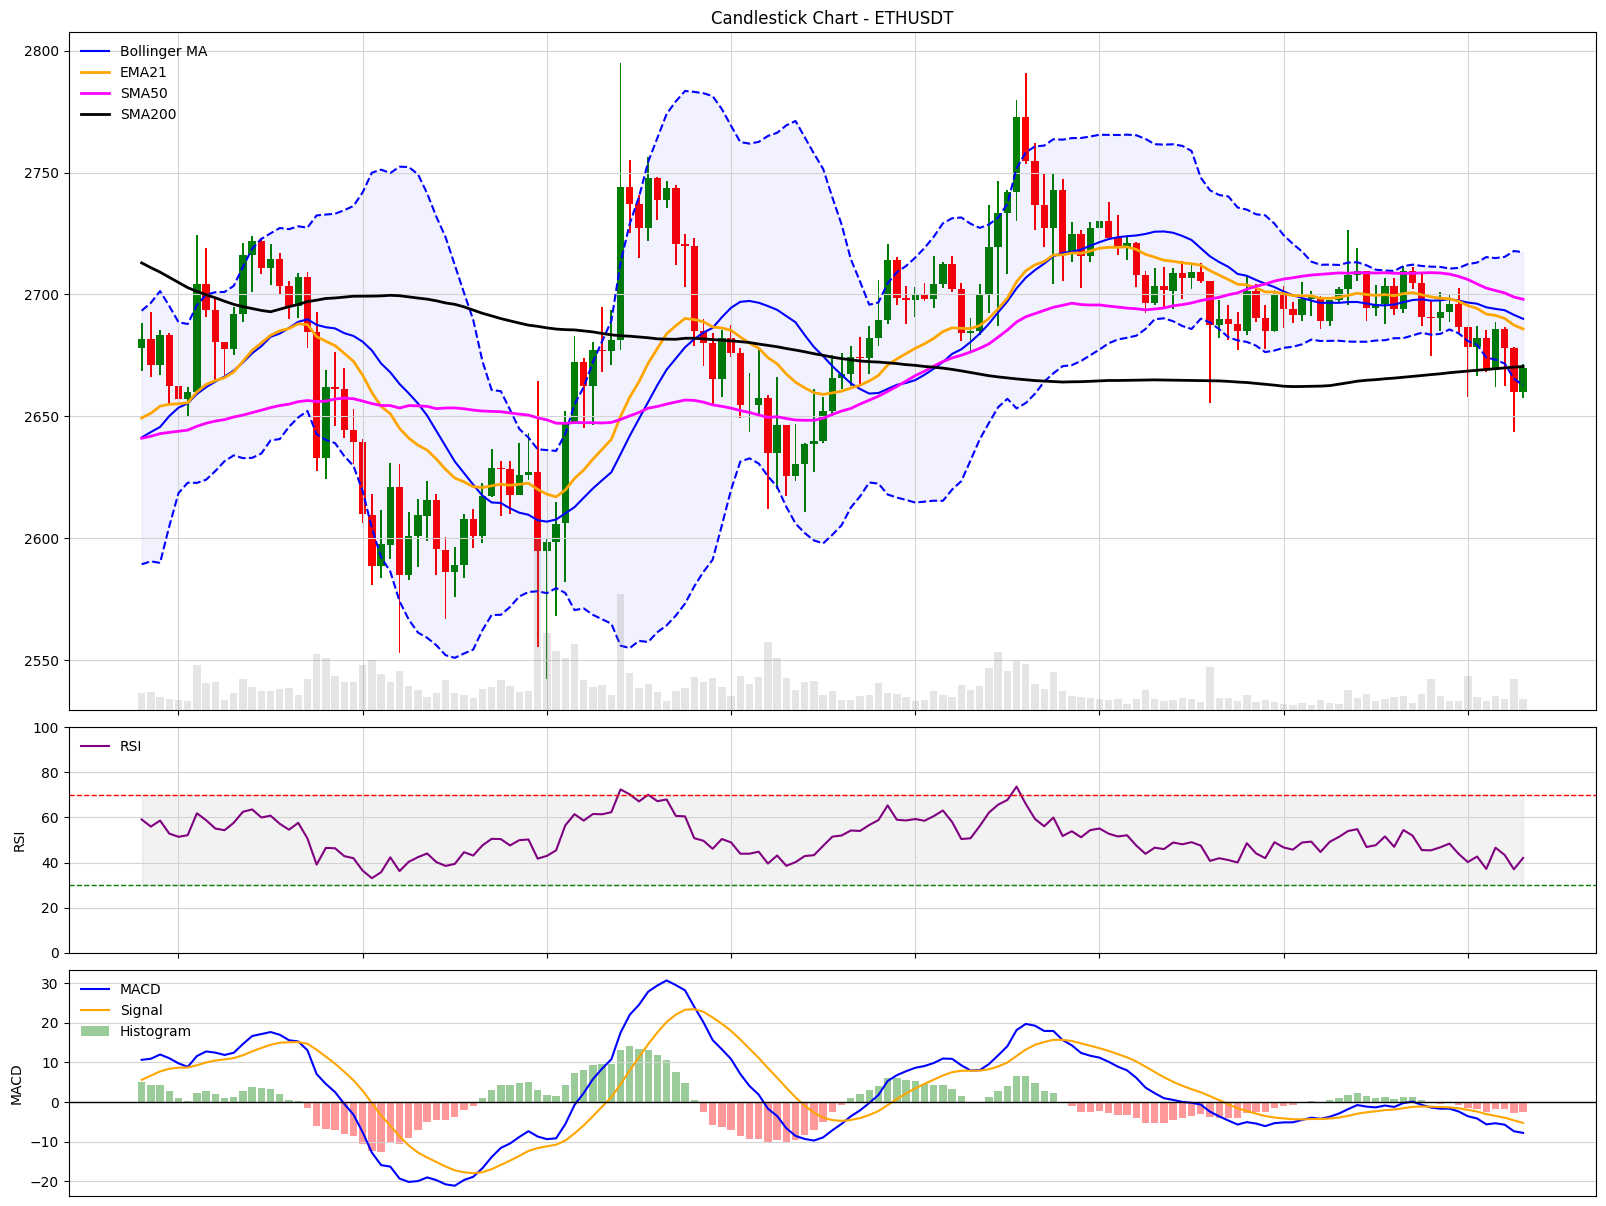 Candlestick Chart - ETHUSDT
Bollinger MA
EMA21
SMA50
SMA200
2800
2750
2700
2650
2600
2550
RSI
100
80
60
40
20
0
RSI
MACD
Signal
Histogram
30
20
10
0
−10
−20
MACD